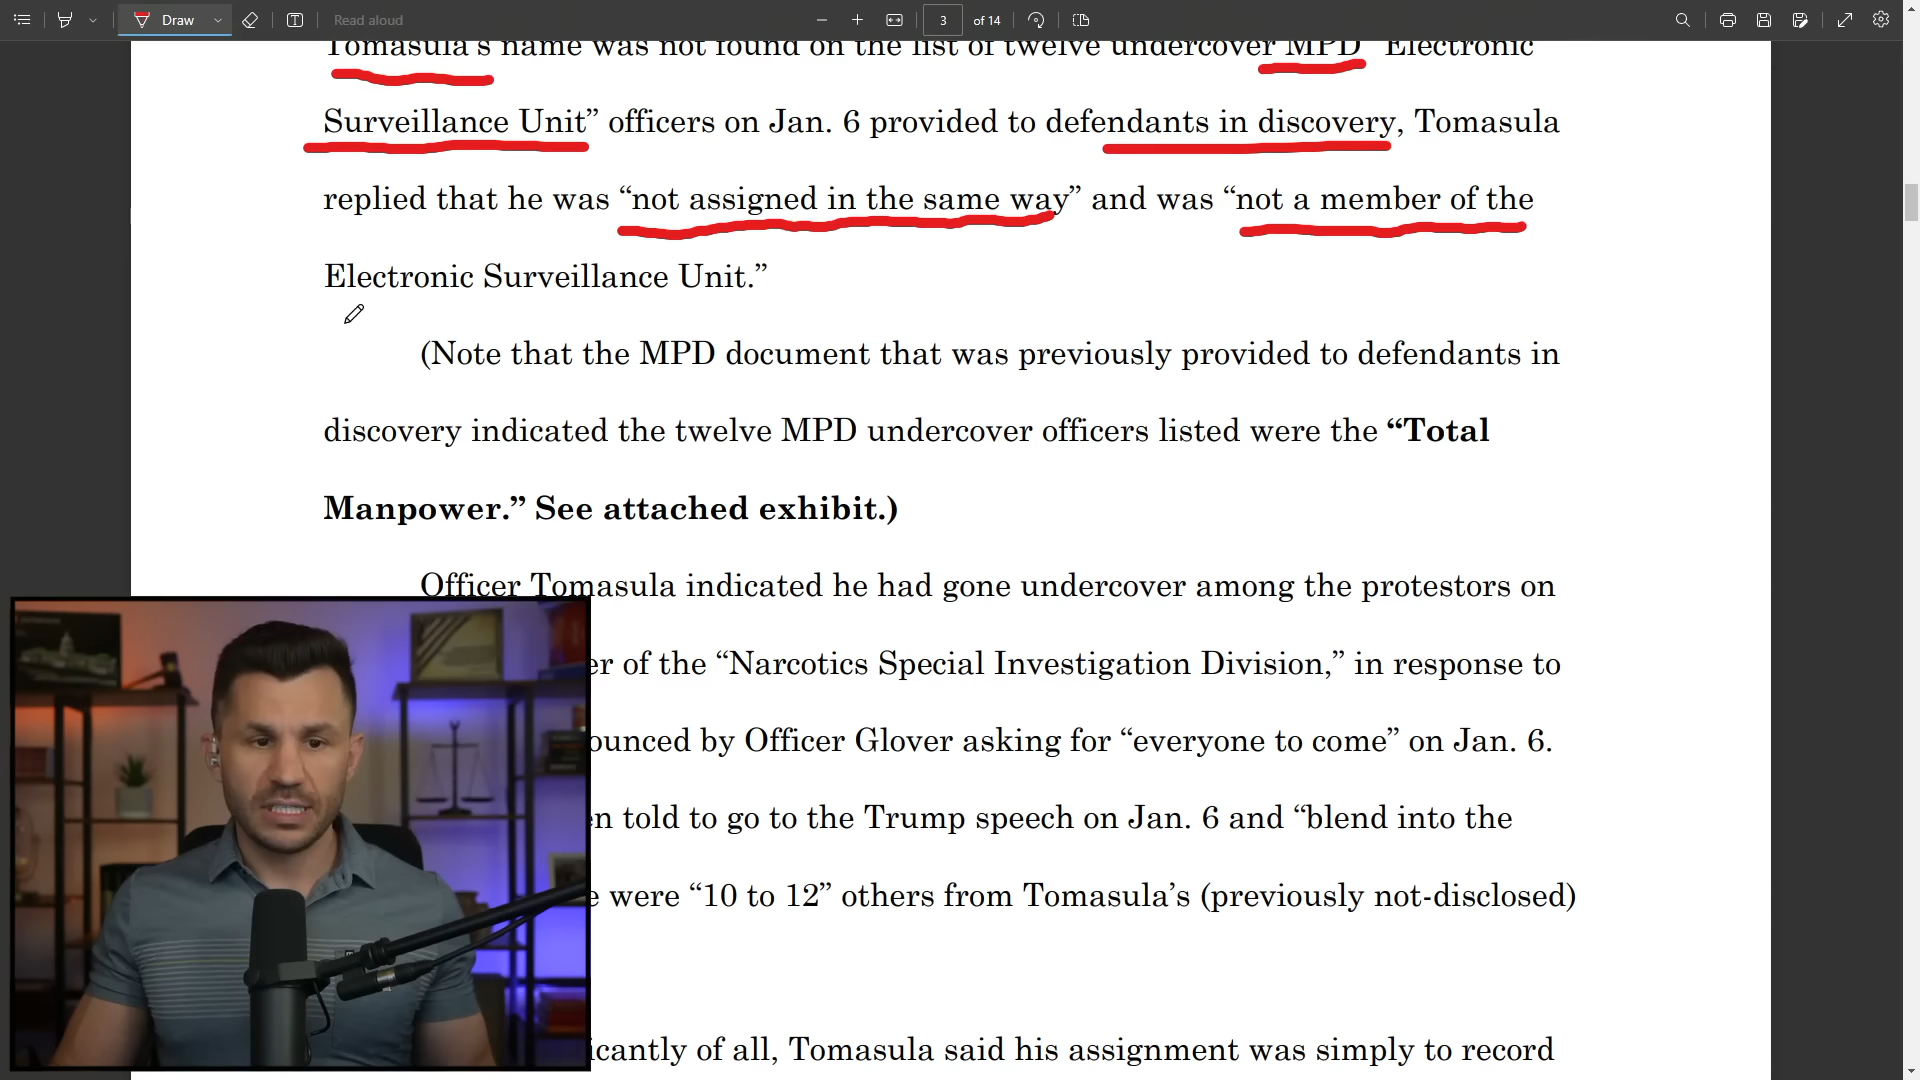 Draw
Read aloud
3 of 14
Tomasula's name was not found on the list of twelve undercover MPD “Electronic
Surveillance Unit” officers on Jan. 6 provided to defendants in discovery, Tomasula
replied that he was “not assigned in the same way” and was “not a member of the
Electronic Surveillance Unit.”
(Note that the MPD document that was previously provided to defendants in
discovery indicated the twelve MPD undercover officers listed were the “Total
Manpower.” See attached exhibit.)
Officer Tomasula indicated he had gone undercover among the protestors on
er of the “Narcotics Special Investigation Division,” in response to
ounced by Officer Glover asking for “everyone to come” on Jan. 6.
en told to go to the Trump speech on Jan. 6 and “blend into the
e were “10 to 12” others from Tomasula’s (previously not-disclosed)
icantly of all, Tomasula said his assignment was simply to record